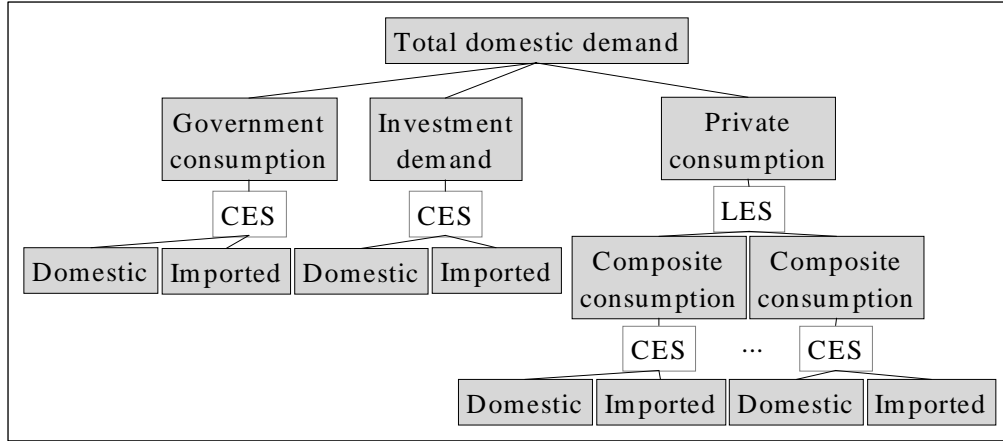 Total domestic demand
Government
consumption
Investment
demand
Private
consumption
CES
CES
LES
Domestic
Imported
Domestic
Imported
Composite
consumption
Composite
consumption
CES
...
CES
Domestic
Imported
Domestic
Imported